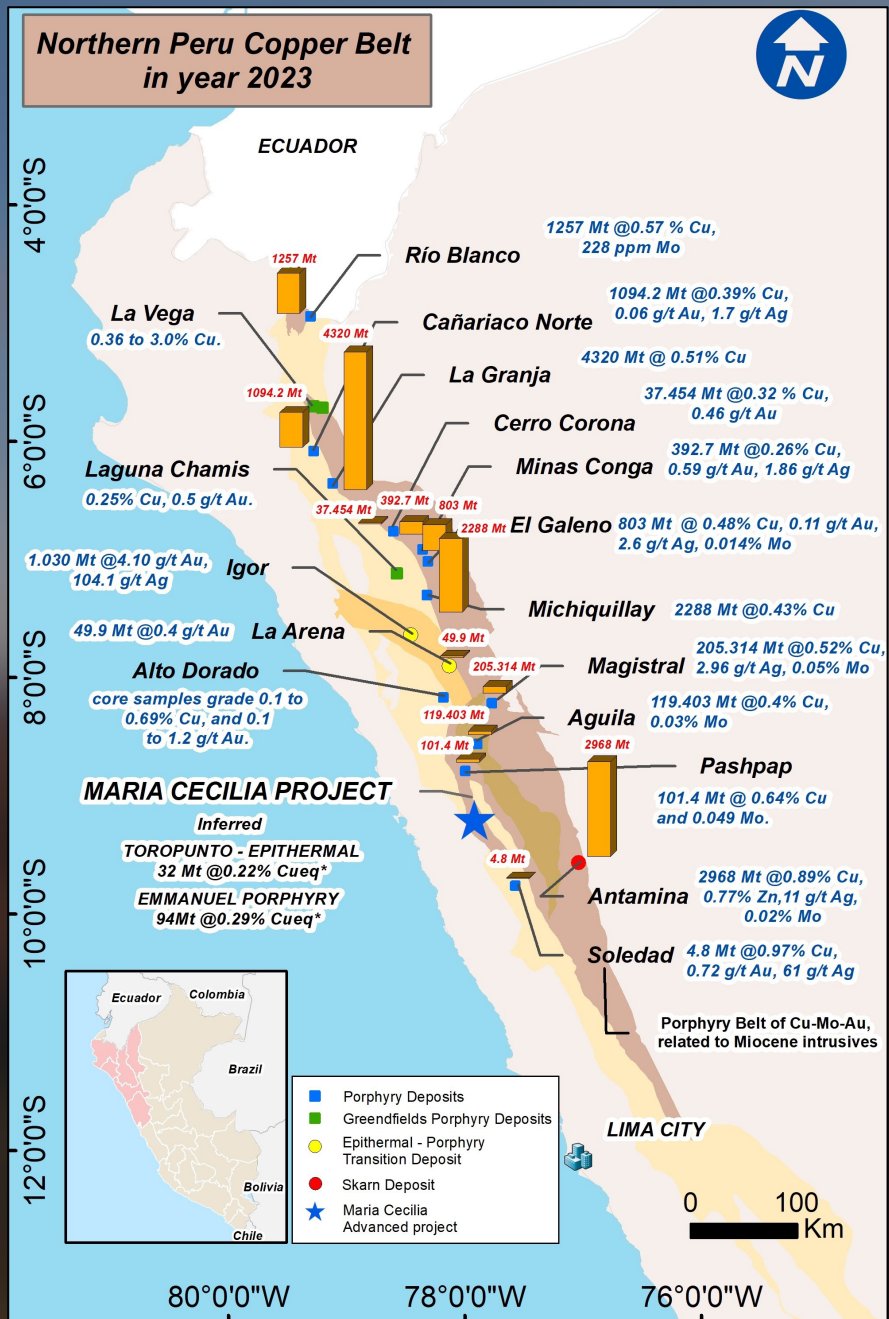 Northern Peru Copper Belt
in year 2023
N
ECUADOR
4°0'0"S
6°0'0"S
8°0'0"S
10°0'0"S
12°0'0"S
1257 Mt
Río Blanco
1257 Mt @0.57 % Cu,
228 ppm Mo
La Vega
0.36 to 3.0% Cu.
4320 Mt
Cañariaco Norte
1094.2 Mt @0.39% Cu,
0.06 g/t Au, 1.7 g/t Ag
1094.2 Mt
La Granja
4320 Mt @ 0.51% Cu
Cerro Corona
37.454 Mt @0.32 % Cu,
0.46 g/t Au
Laguna Chamis
0.25% Cu, 0.5 g/t Au.
37.454 Mt
392.7 Mt
803 Mt
2288 Mt
Minas Conga
392.7 Mt @0.26% Cu,
0.59 g/t Au, 1.86 g/t Ag
El Galeno
803 Mt @ 0.48% Cu, 0.11 g/t Au,
2.6 g/t Ag, 0.014% Mo
1.030 Mt @4.10 g/t Au,
104.1 g/t Ag
Igor
Michiquillay
2288 Mt @0.43% Cu
49.9 Mt @0.4 g/t Au
La Arena
49.9 Mt
205.314 Mt
Magistral
205.314 Mt @0.52% Cu,
2.96 g/t Ag, 0.05% Mo
Alto Dorado
core samples grade 0.1 to
0.69% Cu, and 0.1
to 1.2 g/t Au.
119.403 Mt
Aguila
119.403 Mt @0.4% Cu,
0.03% Mo
101.4 Mt
2968 Mt
Pashpap
101.4 Mt @ 0.64% Cu
and 0.049 Mo.
MARIA CECILIA PROJECT
Inferred
TOROPUNTO - EPITHERMAL
32 Mt @0.22% Cueq*
EMMANUEL PORPHYRY
94Mt @0.29% Cueq*
4.8 Mt
Antamina
2968 Mt @0.89% Cu,
0.77% Zn,11 g/t Ag,
0.02% Mo
Soledad
4.8 Mt @0.97% Cu,
0.72 g/t Au, 61 g/t Ag
Porphyry Belt of Cu-Mo-Au,
related to Miocene intrusives
Ecuador
Colombia
Brazil
Bolivia
Chile
Porphyry Deposits
Greendfields Porphyry Deposits
Epithermal - Porphyry
Transition Deposit
Skarn Deposit
Maria Cecilia
Advanced project
LIMA CITY
0 100
Km
80°0'0"W
78°0'0"W
76°0'0"W